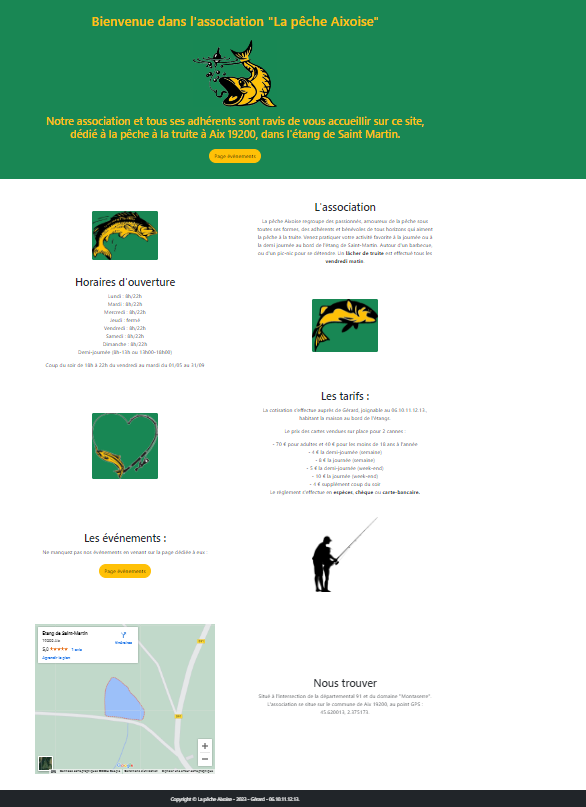 Bienvenue dans l'association "La pêche Aixoise"
Notre association et tous ses adhérents sont ravis de vous accueillir sur ce site,
dédié à la pêche à la truite à Aix 19200, dans l'étang de Saint Martin.
Page événements
L'association
La pêche Aixoise regroupe des passionnés, amoureux de la pêche sous
toutes ses formes, des adhérents et bénévoles de tous horizons qui aiment
la pêche à la truite. Venez pratiquer votre activité favorite à la journée ou à
la demi journée au bord de l'étang de Saint-Martin. Autour d'un barbecue,
ou d'un pic-nic pour se détendre. Un lâcher de truite est effectué tous les
vendredi matin.
Horaires d'ouverture
Lundi : 8h/22h
Mardi : 8h/22h
Mercredi : 8h/22h
Jeudi : fermé
Vendredi : 8h/22h
Samedi : 8h/22h
Dimanche : 8h/22h
Demi-journée (8h-13h ou 13h00-18h00)
Coup du soir de 18h à 22h du vendredi au mardi du 01/05 au 31/09
Les tarifs :
La cotization s'effectue auprès de Gérard, joignable au 06.10.11.12.13,
habitant la maison au bord de l'étangs.
Le prix des cartes vendues sur place pour 2 cannes :
- 70 € pour adultes et 40 € pour les moins de 16 ans à l'année
- 4 € la demi-journée (semaine)
- 8 € la journée (semaine)
- 5 € la demi-journée (week-end)
- 10 € la journée (week-end)
- 4 € supplément coup du soir
Le règlement s'effectue en espèces, chèque ou carte-bancaire.
Les événements :
Ne manquez pas nos événements en venant sur la page dédiée à eux :
Page événements
Étang de Saint-Martin
19200 Aix
5,0 ★★★★★ 1 avis
Agrandir le plan
Itinéraires
Nous trouver
Situé à l'intersection de la départemental 91 et du domaine "Montaverie".
L'association se situe sur le commune de Aix 19200, au point GPS :
45.620013, 2.375173.
Copyright © La pêche Aixoise - 2023 - Gérard - 06.10.11.12.13.